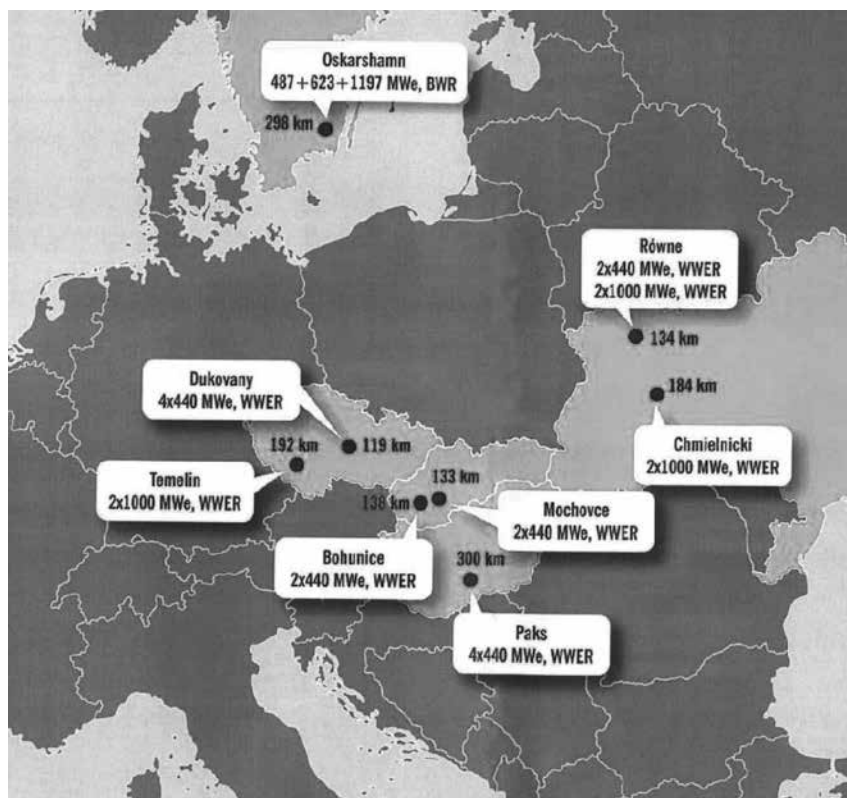 Oskarshamn
487+623+1197 MWe, BWR
298 km
Równe
2x440 MWe, WWER
2x1000 MWe, WWER
134 km
184 km
Chmielnicki
2x1000 MWe, WWER
Dukovany
4x440 MWe, WWER
192 km
119 km
Temelin
2x1000 MWe, WWER
133 km
138 km
Mochovce
2x440 MWe, WWER
Bohunice
2x440 MWe, WWER
300 km
Paks
4x440 MWe, WWER